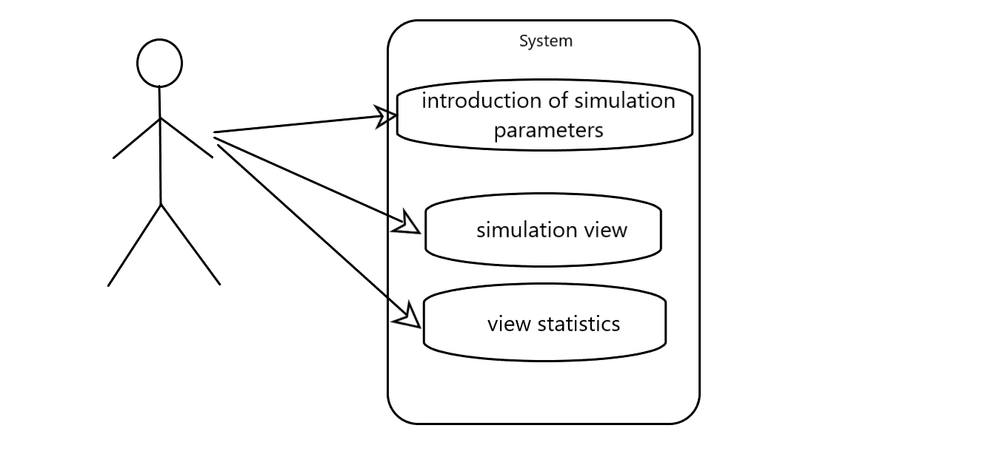 System
introduction of simulation
parameters
simulation view
view statistics